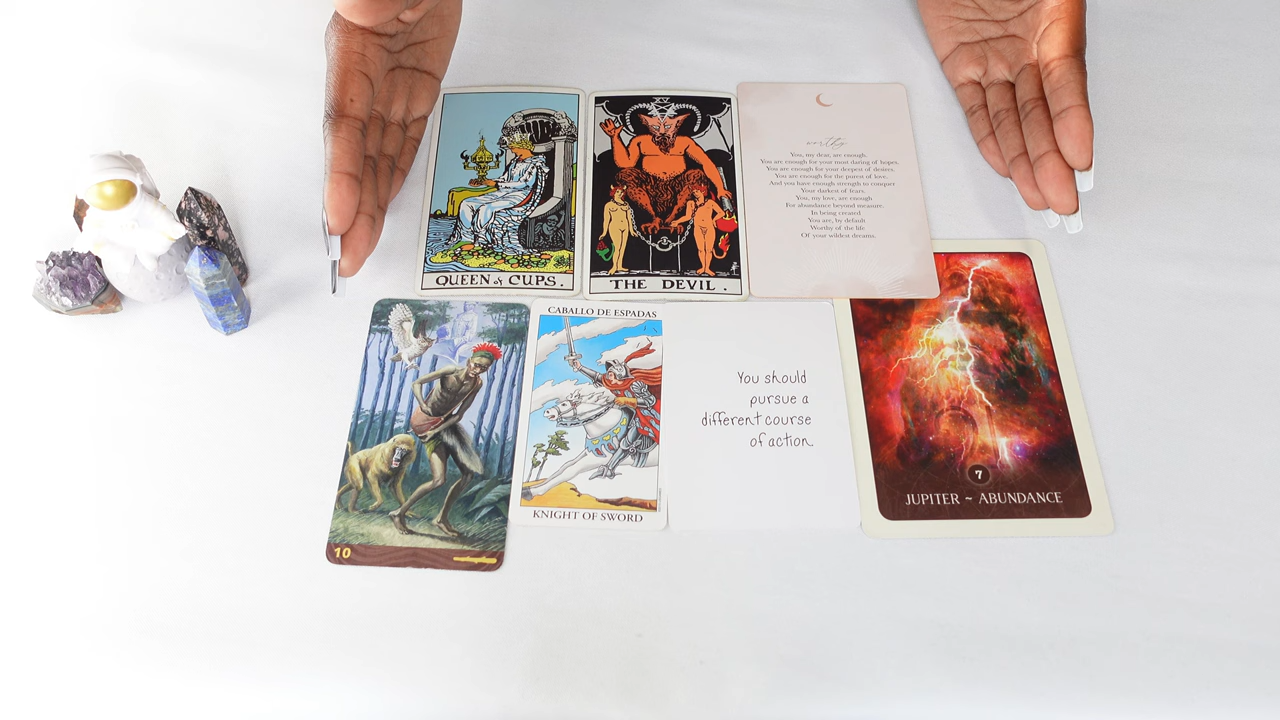 XV
QUEEN of CUPS.
THE DEVIL.
worthy
You, my dear, are enough.
You are enough for your most daring of hopes.
You are enough for your deepest of desires.
You are enough for the purest of love.
And you have enough strength to conquer
Your darkest of fears.
You, my love, are enough
For abundance beyond measure.
In being created
You are, by default
Worthy of the life
Of your wildest dreams.
10
CABALLO DE ESPADAS
KNIGHT OF SWORD
You should
pursue a
different course
of action.
7
JUPITER ~ ABUNDANCE